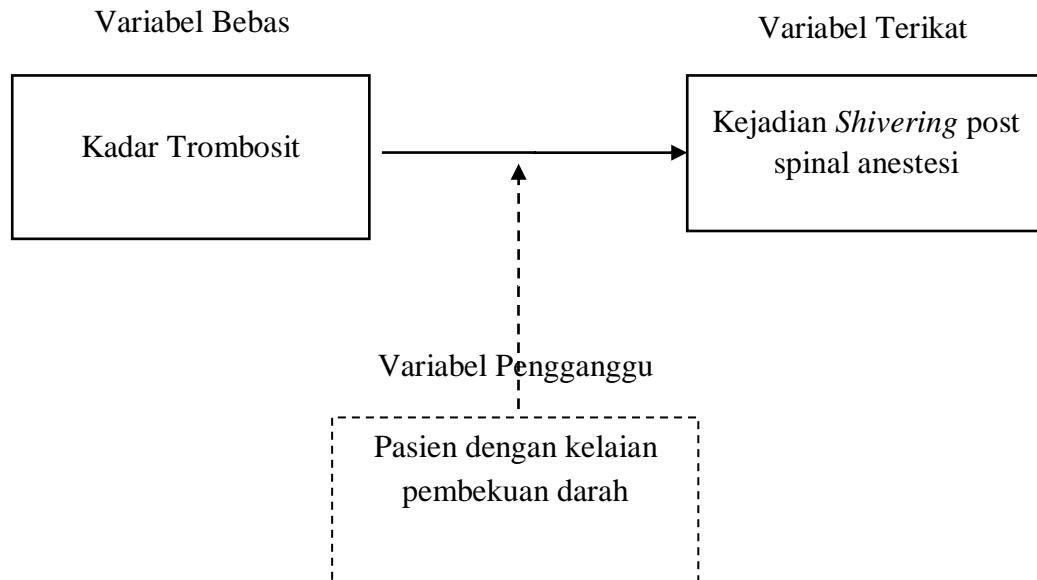 Variabel Bebas
Variabel Terikat
Kadar Trombosit
Kejadian Shivering post
spinal anestesi
Variabel Pengganggu
Pasien dengan kelaian
pembekuan darah